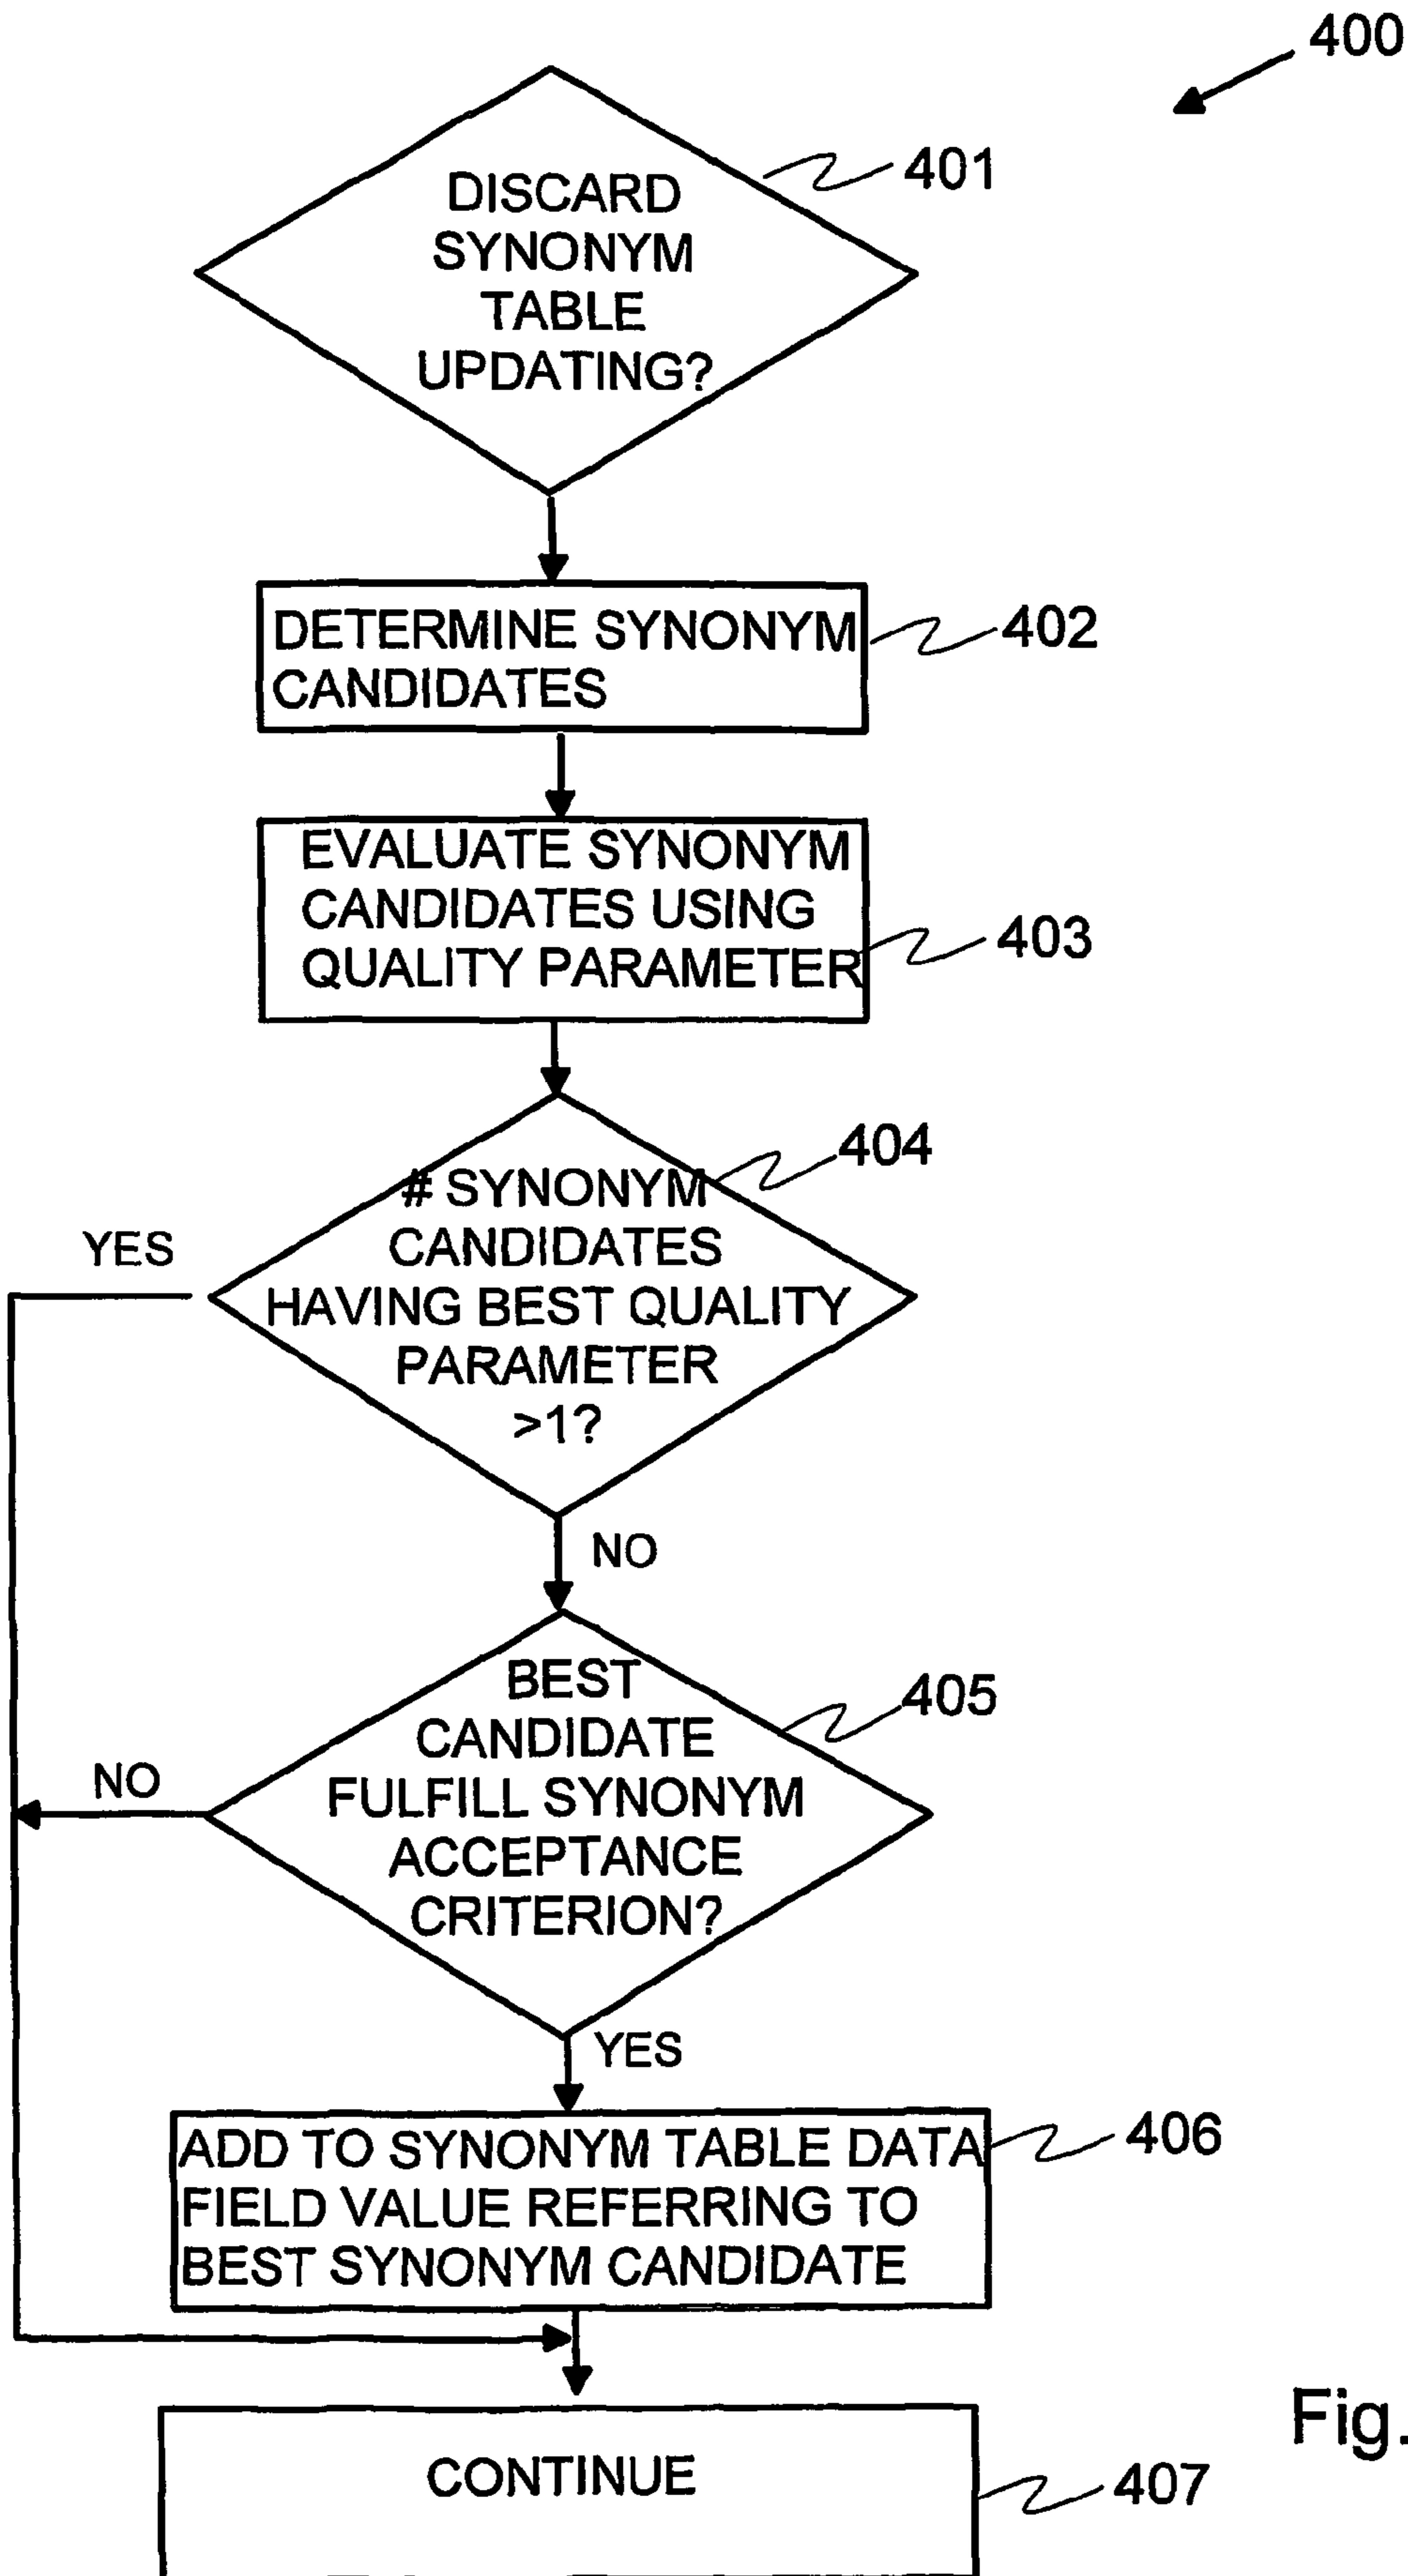 400
DISCARD
SYNONYM
TABLE
UPDATING?
401
DETERMINE SYNONYM
CANDIDATES
402
EVALUATE SYNONYM
CANDIDATES USING
QUALITY PARAMETER
403
# SYNONYM
CANDIDATES
HAVING BEST QUALITY
PARAMETER
>1?
404
YES
NO
BEST
CANDIDATE
FULFILL SYNONYM
ACCEPTANCE
CRITERION?
405
NO
YES
ADD TO SYNONYM TABLE DATA
FIELD VALUE REFERRING TO
BEST SYNONYM CANDIDATE
406
CONTINUE
407
Fig.